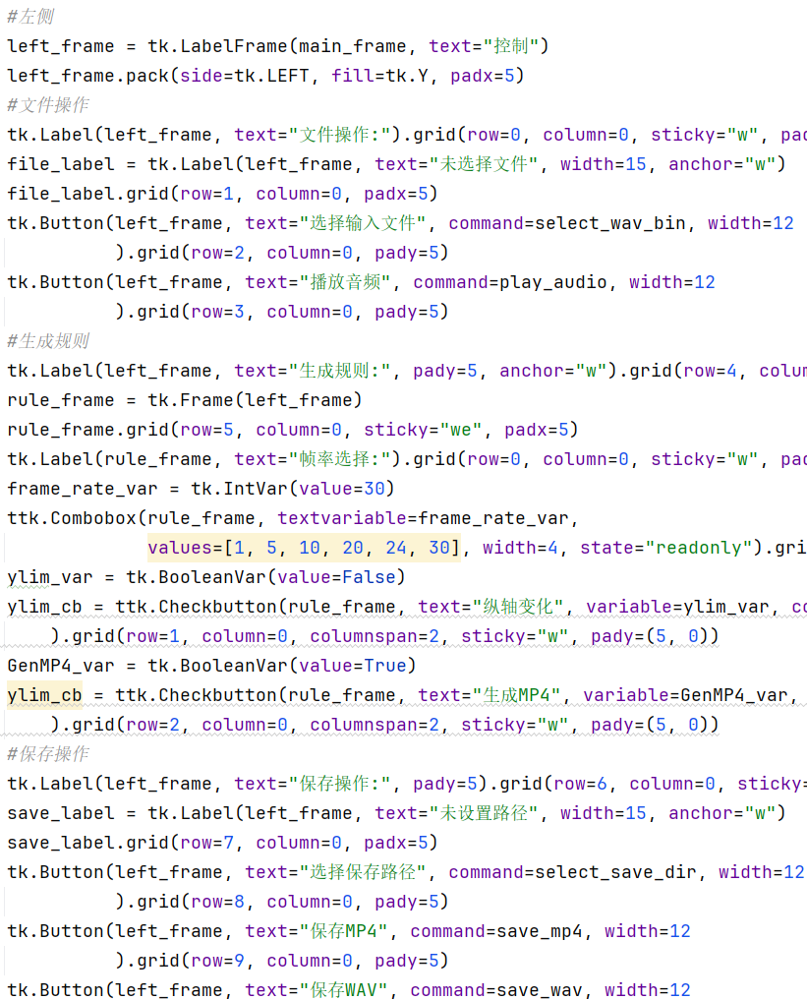 #左侧
left_frame = tk.LabelFrame(main_frame, text="控制")
left_frame.pack(side=tk.LEFT, fill=tk.Y, padx=5)
#文件操作
tk.Label(left_frame, text="文件操作:").grid(row=0, column=0, sticky="w", pad
file_label = tk.Label(left_frame, text="未选择文件", width=15, anchor="w")
file_label.grid(row=1, column=0, padx=5)
tk.Button(left_frame, text="选择输入文件", command=select_wav_bin, width=12
          ).grid(row=2, column=0, pady=5)
tk.Button(left_frame, text="播放音频", command=play_audio, width=12
          ).grid(row=3, column=0, pady=5)
#生成规则
tk.Label(left_frame, text="生成规则:", pady=5, anchor="w").grid(row=4, colum
rule_frame = tk.Frame(left_frame)
rule_frame.grid(row=5, column=0, sticky="we", padx=5)
tk.Label(rule_frame, text="帧率选择:").grid(row=0, column=0, sticky="w", pad
frame_rate_var = tk.IntVar(value=30)
ttk.Combobox(rule_frame, textvariable=frame_rate_var,
             values=[1, 5, 10, 20, 24, 30], width=4, state="readonly").gri
ylim_var = tk.BooleanVar(value=False)
ylim_cb = ttk.Checkbutton(rule_frame, text="纵轴变化", variable=ylim_var, co
    ).grid(row=1, column=0, columnspan=2, sticky="w", pady=(5, 0))
GenMP4_var = tk.BooleanVar(value=True)
ylim_cb = ttk.Checkbutton(rule_frame, text="生成MP4", variable=GenMP4_var,
    ).grid(row=2, column=0, columnspan=2, sticky="w", pady=(5, 0))
#保存操作
tk.Label(left_frame, text="保存操作:", pady=5).grid(row=6, column=0, sticky=
save_label = tk.Label(left_frame, text="未设置路径", width=15, anchor="w")
save_label.grid(row=7, column=0, padx=5)
tk.Button(left_frame, text="选择保存路径", command=select_save_dir, width=12
          ).grid(row=8, column=0, pady=5)
tk.Button(left_frame, text="保存MP4", command=save_mp4, width=12
          ).grid(row=9, column=0, pady=5)
tk.Button(left_frame, text="保存WAV", command=save_wav, width=12